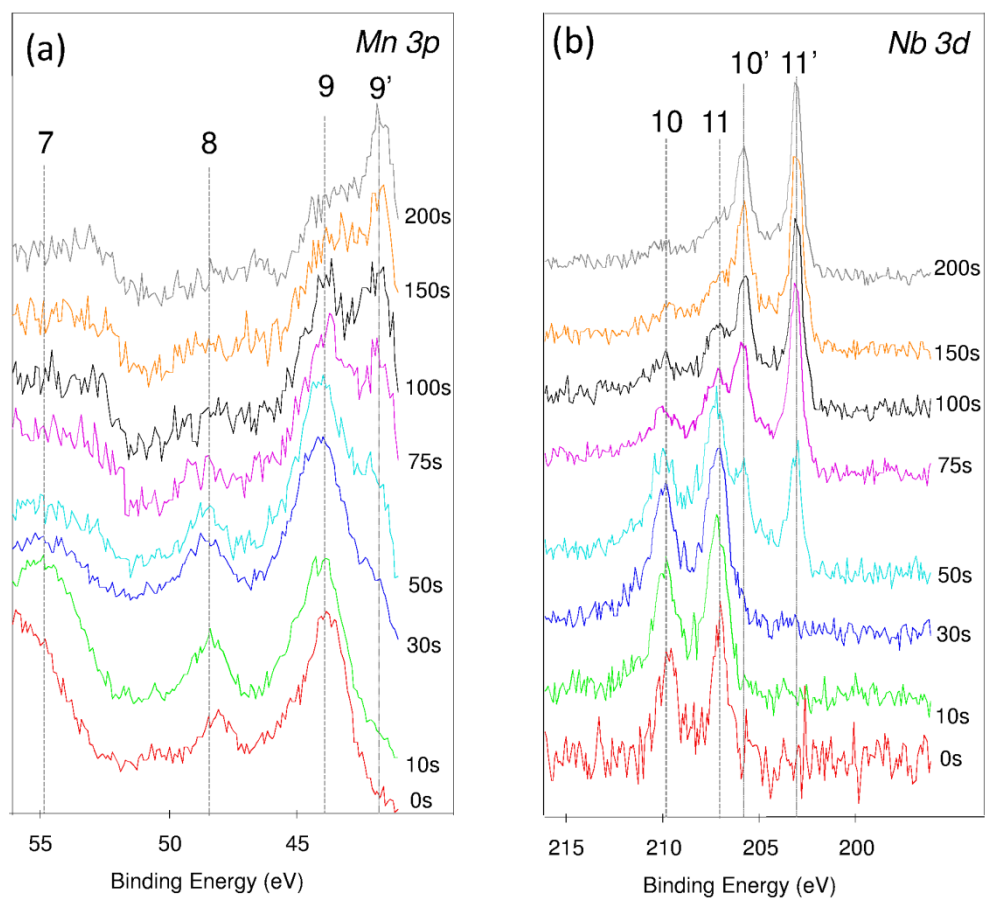 (a)
Mn 3p
7
8
9
9’
200s
150s
100s
75s
50s
30s
10s
0s
55
50
45
Binding Energy (eV)
(b)
Nb 3d
10
11
10’
11’
200s
150s
100s
75s
50s
30s
10s
0s
215
210
205
200
Binding Energy (eV)